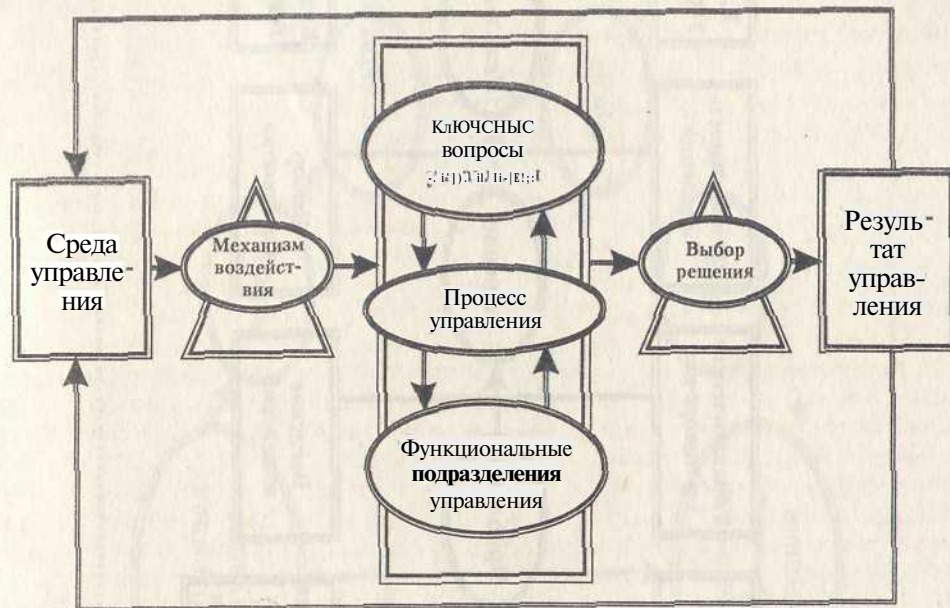 Среда
управле-
ния
Механизм
воздейст-
вия
КлЮЧСНЫС
вопросы
Процесс
управления
Функциональные
подразделения
управления
Выбор
решения
Резуль-
тат
управ-
ления